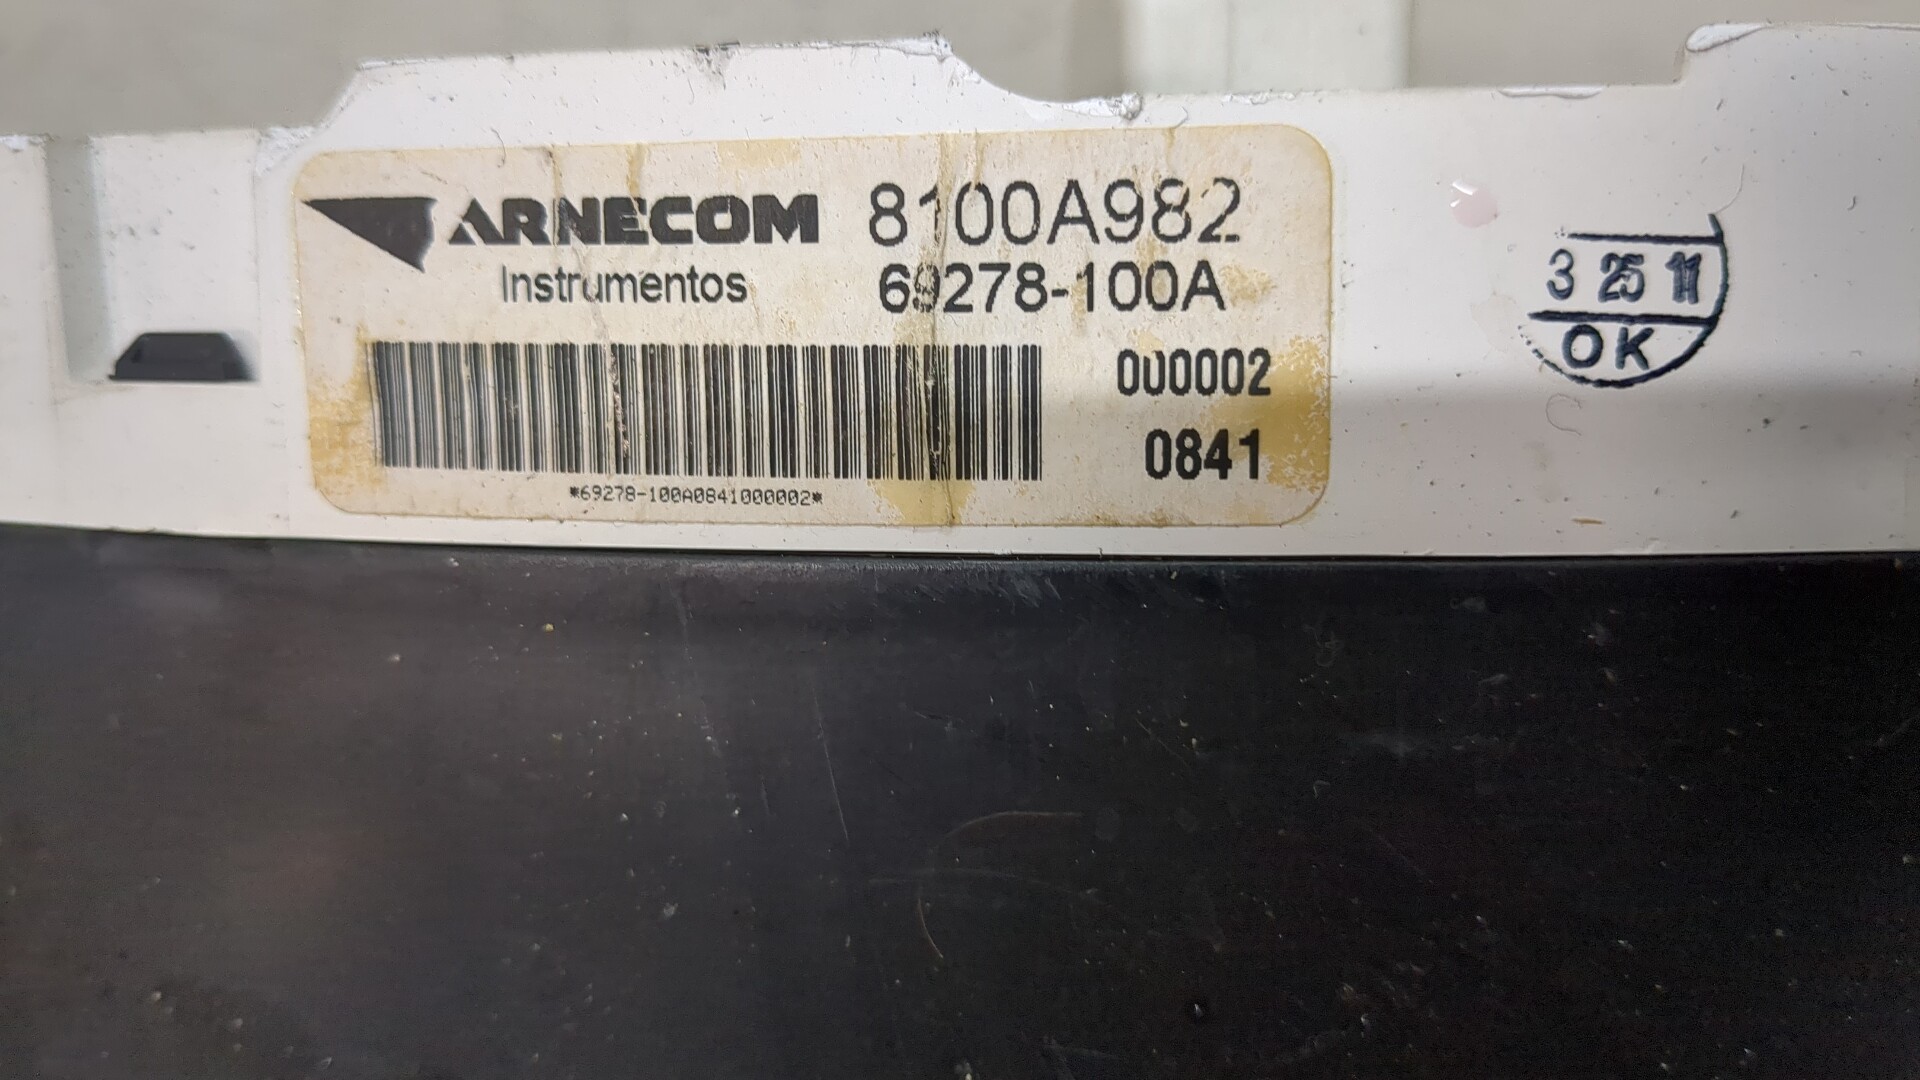 ARNECOM 8100A982
Instrumentos 69278-100A
000002
0841
*69278-100A0841000002*
3 25 11
OK